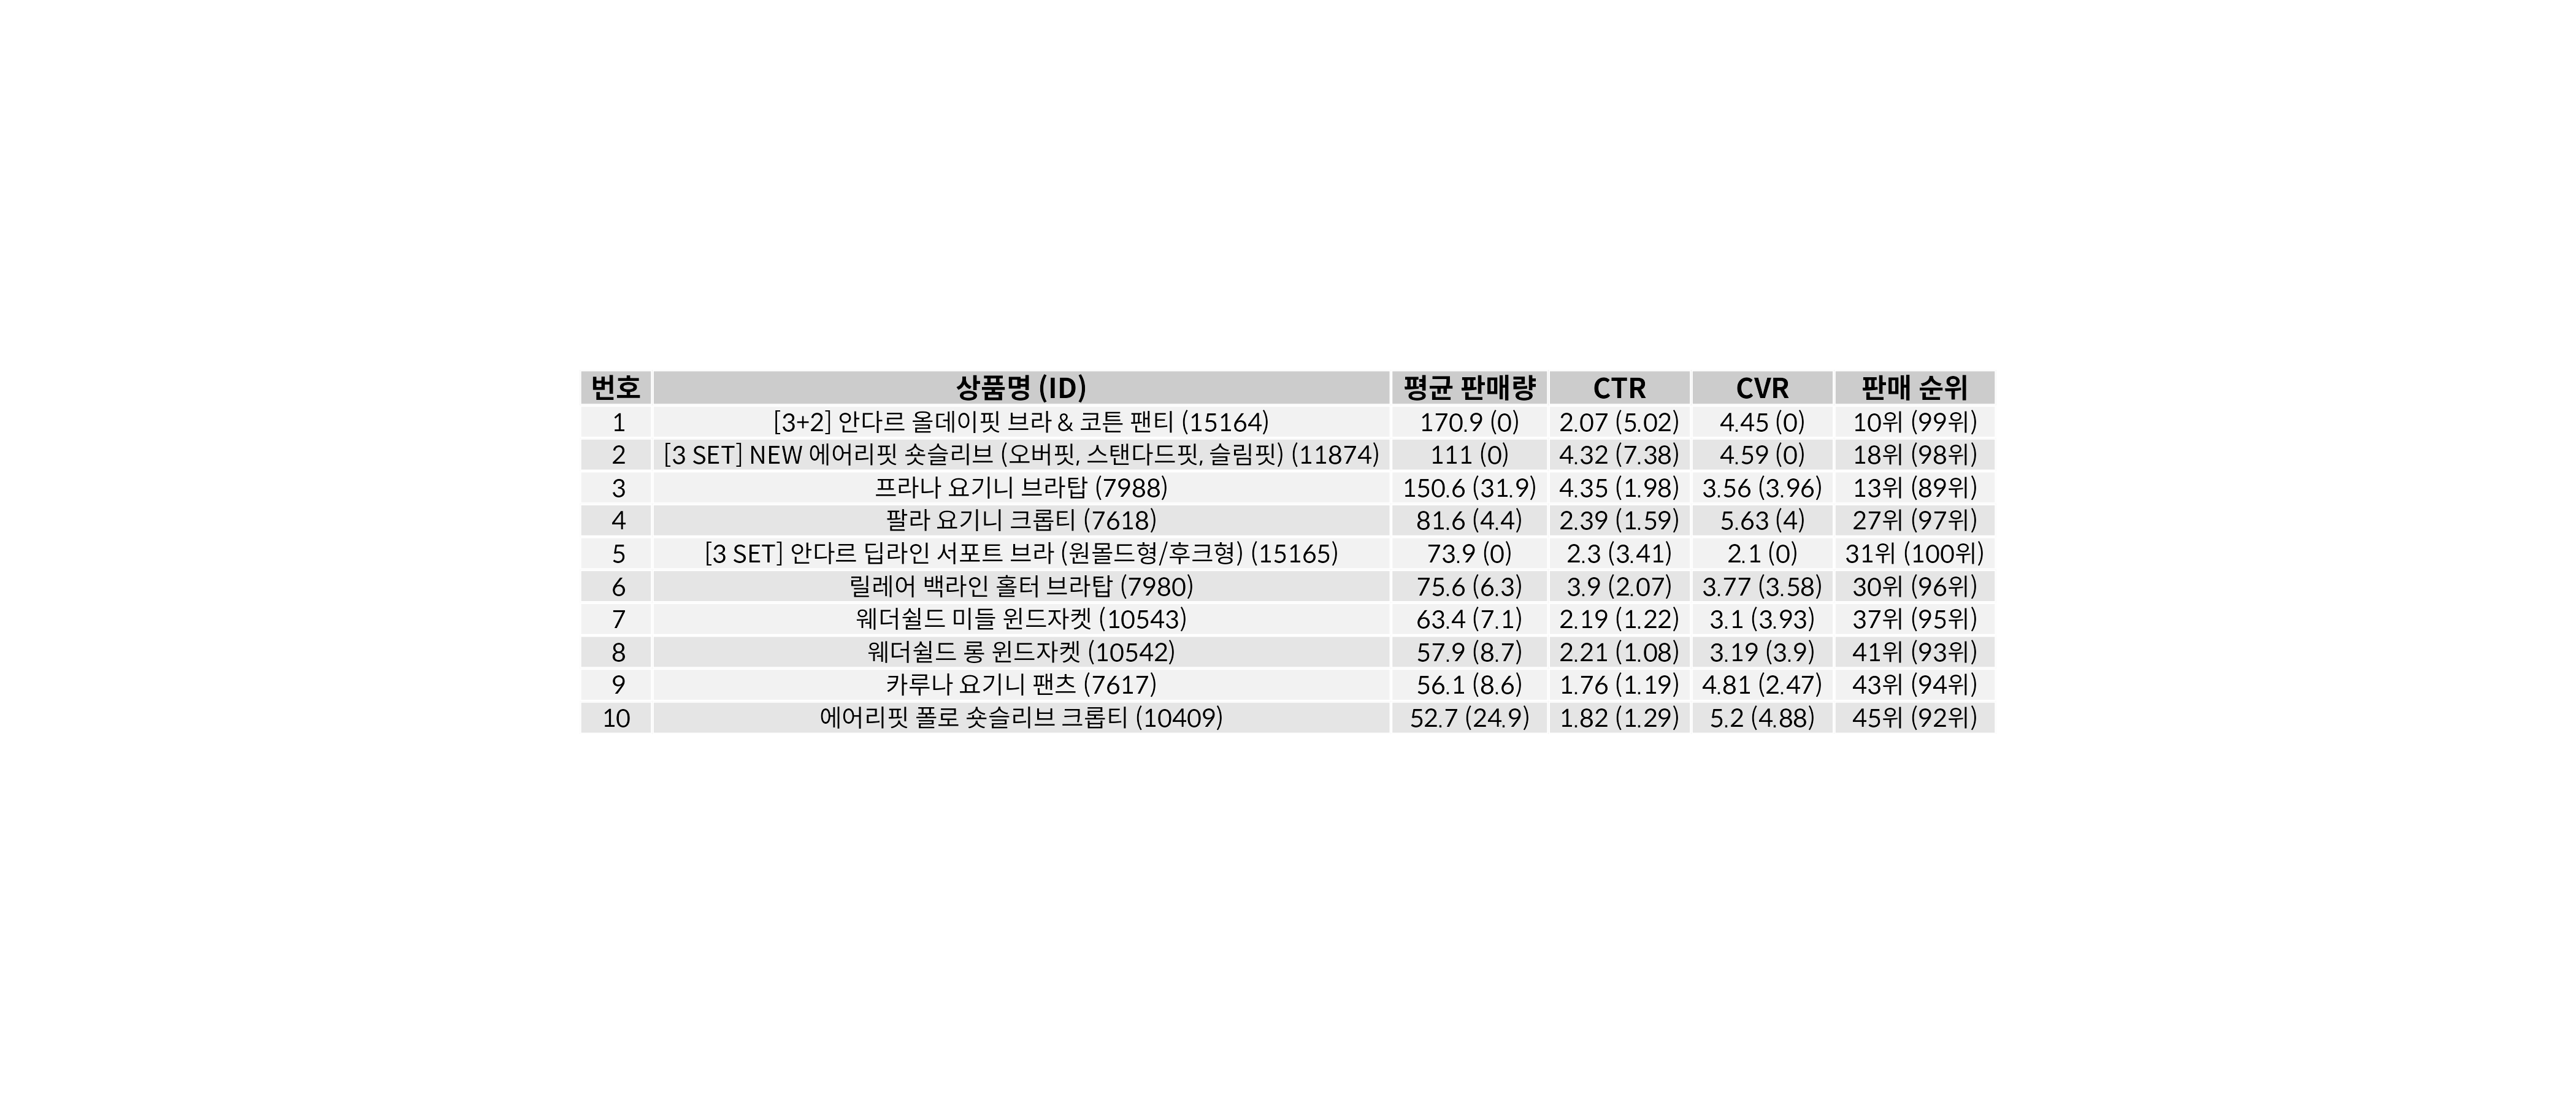 번호 상품명 (ID) 평균 판매량 CTR CVR 판매 순위
1 [3+2] 안다르 올데이핏 브라 & 코튼 팬티 (15164) 170.9 (0) 2.07 (5.02) 4.45 (0) 10위 (99위)
2 [3 SET] NEW 에어리핏 숏슬리브 (오버핏, 스탠다드핏, 슬림핏) (11874) 111 (0) 4.32 (7.38) 4.59 (0) 18위 (98위)
3 프라나 요기니 브라탑 (7988) 150.6 (31.9) 4.35 (1.98) 3.56 (3.96) 13위 (89위)
4 팔라 요기니 크롭티 (7618) 81.6 (4.4) 2.39 (1.59) 5.63 (4) 27위 (97위)
5 [3 SET] 안다르 딥라인 서포트 브라 (원몰드형/후크형) (15165) 73.9 (0) 2.3 (3.41) 2.1 (0) 31위 (100위)
6 릴레어 백라인 홀터 브라탑 (7980) 75.6 (6.3) 3.9 (2.07) 3.77 (3.58) 30위 (96위)
7 웨더쉴드 미들 윈드자켓 (10543) 63.4 (7.1) 2.19 (1.22) 3.1 (3.93) 37위 (95위)
8 웨더쉴드 롱 윈드자켓 (10542) 57.9 (8.7) 2.21 (1.08) 3.19 (3.9) 41위 (93위)
9 카루나 요기니 팬츠 (7617) 56.1 (8.6) 1.76 (1.19) 4.81 (2.47) 43위 (94위)
10 에어리핏 폴로 숏슬리브 크롭티 (10409) 52.7 (24.9) 1.82 (1.29) 5.2 (4.88) 45위 (92위)